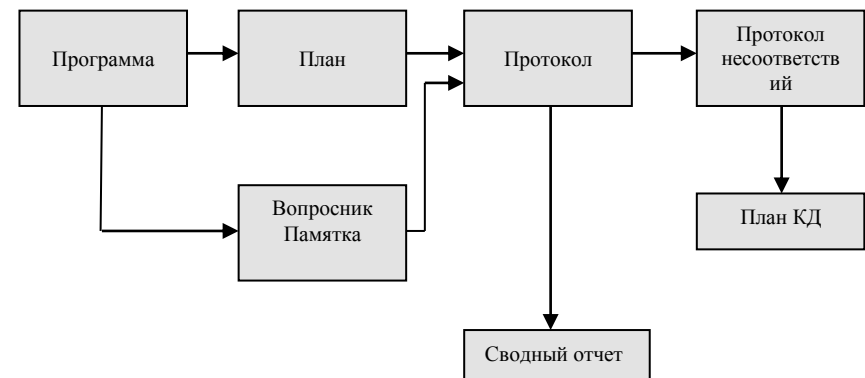 Программа
План
Протокол
Протокол
несоответств
ий
Вопросник
Памятка
План КД
Сводный отчет